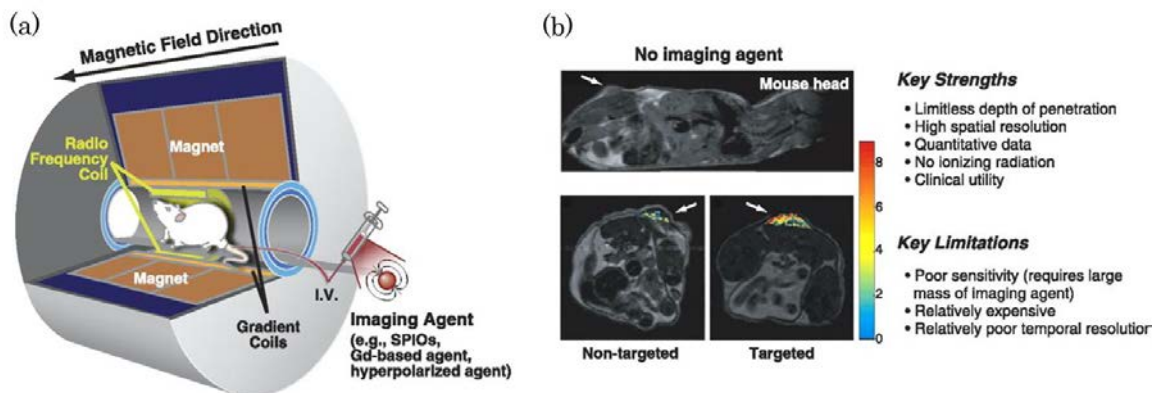 (a)
Magnetic Field Direction
Magnet
Radio
Frequency
Coil
Magnet
Gradient
Coils
I.V.
Imaging Agent
(e.g., SPIOs,
Gd-based agent,
hyperpolarized agent)
(b)
No imaging agent
Mouse head
8
6
4
2
0
Non-targeted
Targeted
Key Strengths
• Limitless depth of penetration
• High spatial resolution
• Quantitative data
• No ionizing radiation
• Clinical utility
Key Limitations
• Poor sensitivity (requires large
mass of imaging agent)
• Relatively expensive
• Relatively poor temporal resolution